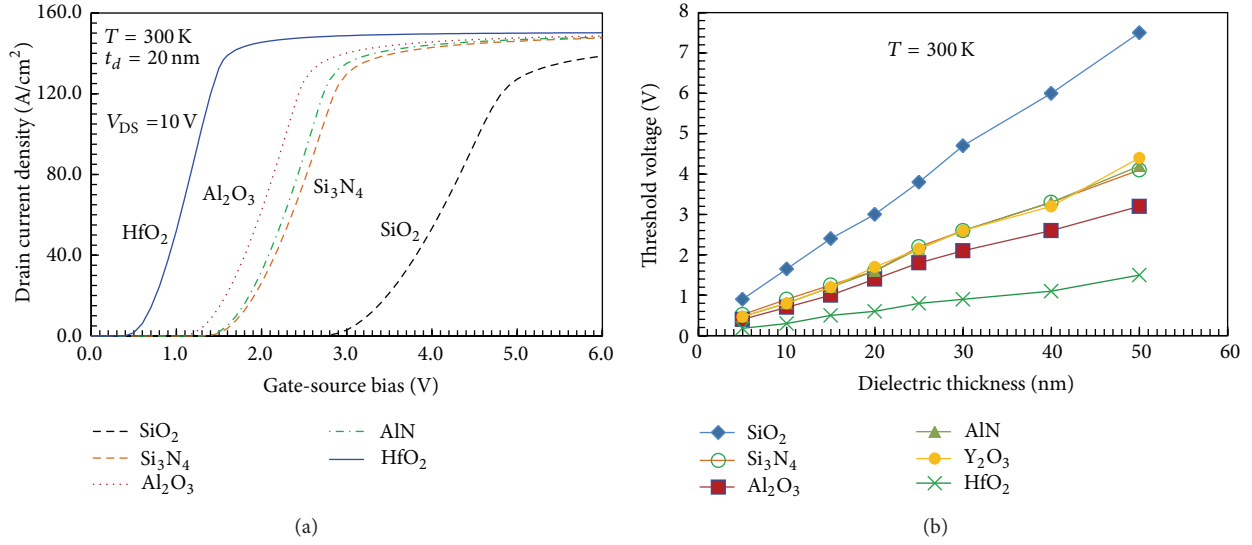 160.0
120.0
80.0
40.0
0.0
Drain current density (A/cm²)
T = 300 K
t_d = 20 nm
V_DS = 10 V
HfO₂
Al₂O₃
Si₃N₄
SiO₂
0.0 1.0 2.0 3.0 4.0 5.0 6.0
Gate-source bias (V)
SiO₂
Si₃N₄
Al₂O₃
AlN
HfO₂
(a)
8
7
6
5
4
3
2
1
0
Threshold voltage (V)
T = 300 K
0 10 20 30 40 50 60
Dielectric thickness (nm)
SiO₂
Si₃N₄
Al₂O₃
AlN
Y₂O₃
HfO₂
(b)